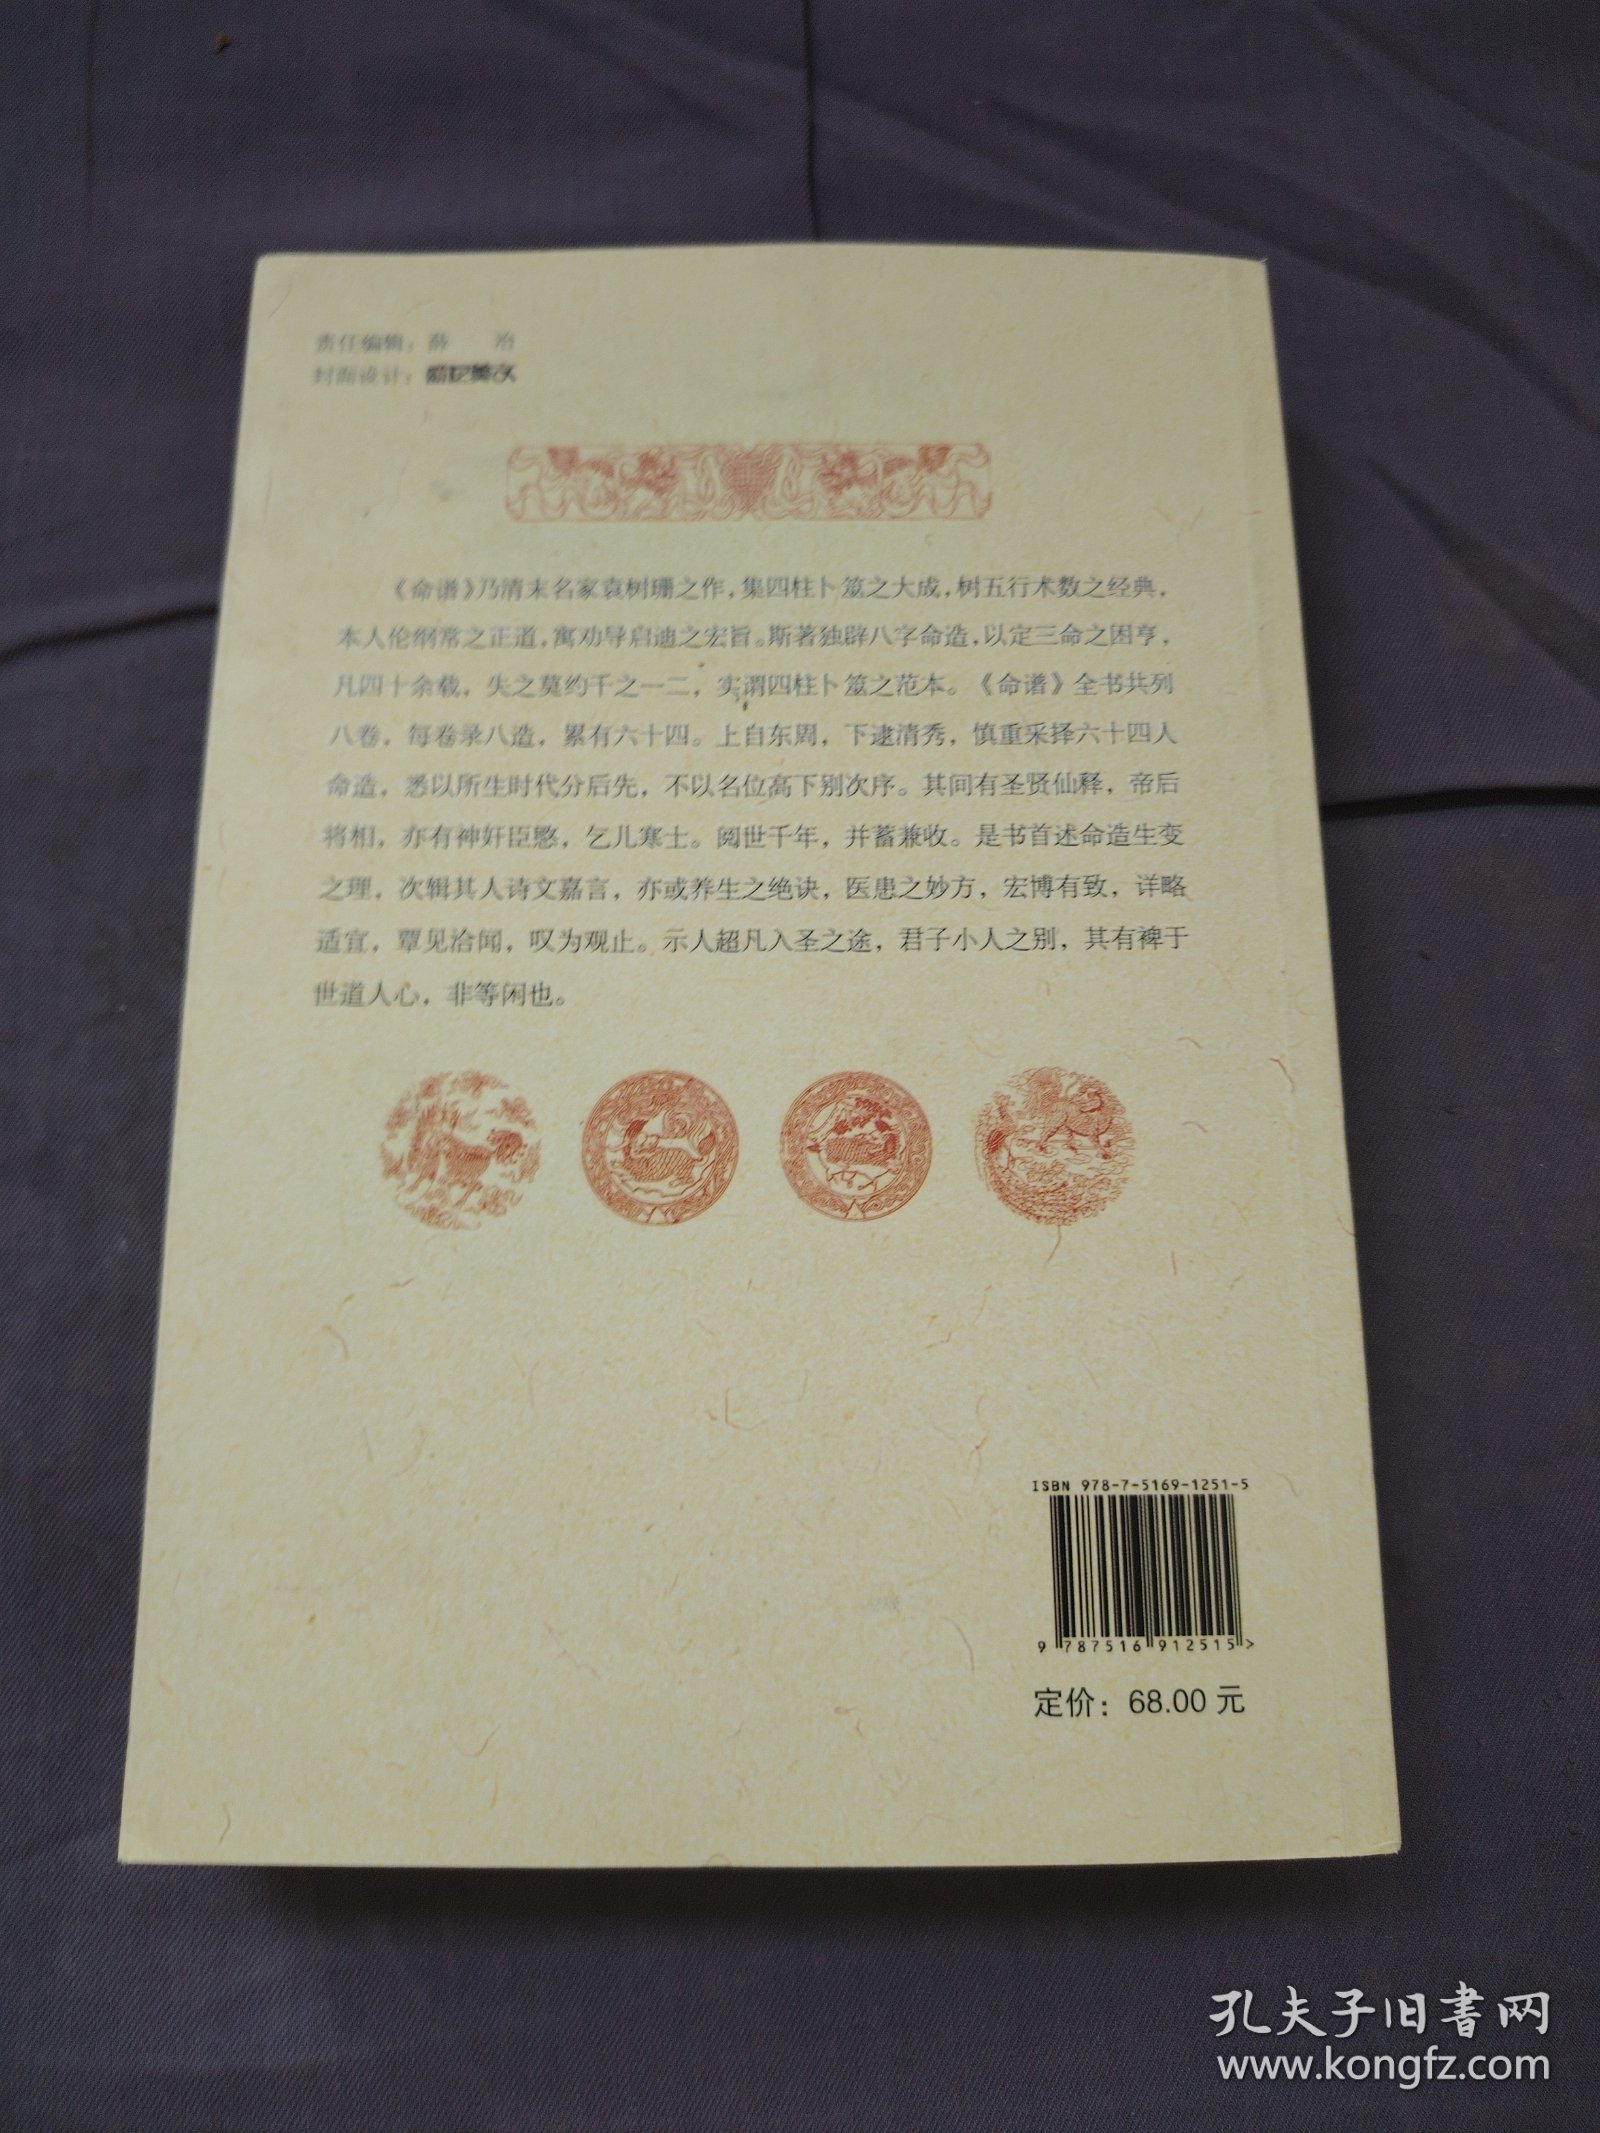 责任编辑：薛　冶
封面设计：
《命谱》乃清末名家袁树珊之作，集四柱卜筮之大成，树五行术数之经典，
本人伦纲常之正道，寓劝导启迪之宏旨。斯著独辟八字命造，以定三命之困亨，
凡四十余载，失之莫约千之一二，实谓四柱卜筮之范本。《命谱》全书共列
八卷，每卷录八造，累有六十四。上自东周，下逮清秀，慎重采择六十四人
命造，悉以所生时代分后先，不以名位高下别次序。其间有圣贤仙释，帝后
将相，亦有神奸臣慝，乞儿寒士。阅世千年，并蓄兼收。是书首述命造生变
之理，次辑其人诗文嘉言，亦或养生之绝诀，医患之妙方，宏博有致，详略
适宜，覃见洽闻，叹为观止。示人超凡入圣之途，君子小人之别，其有裨于
世道人心，非等闲也。
ISBN 978-7-5169-1251-5
9 787516 912515 >
定价：68.00 元
孔夫子旧书网
www.kongfz.com